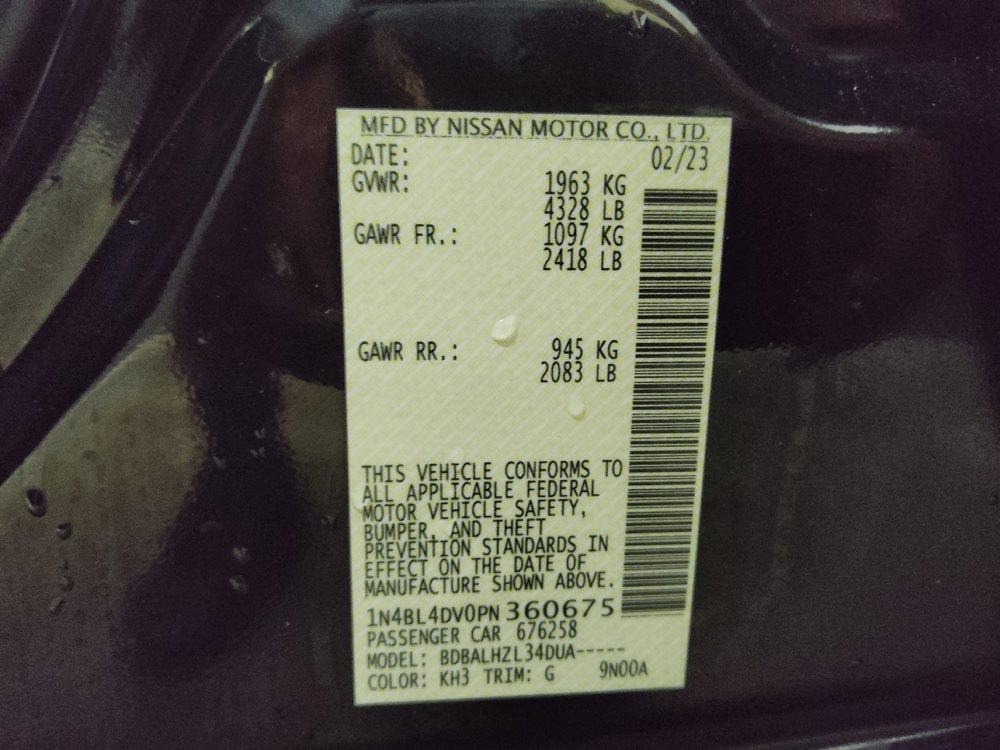 MFD BY NISSAN MOTOR CO., LTD.
DATE: 02/23
GVWR: 1963 KG
4328 LB
GAWR FR.: 1097 KG
2418 LB
GAWR RR.: 945 KG
2083 LB
THIS VEHICLE CONFORMS TO
ALL APPLICABLE FEDERAL
MOTOR VEHICLE SAFETY,
BUMPER, AND THEFT
PREVENTION STANDARDS IN
EFFECT ON THE DATE OF
MANUFACTURE SHOWN ABOVE.
1N4BL4DV0PN 360675
PASSENGER CAR 676258
MODEL: BDBALHZL34DUA-----
COLOR: KH3 TRIM: G 9N00A